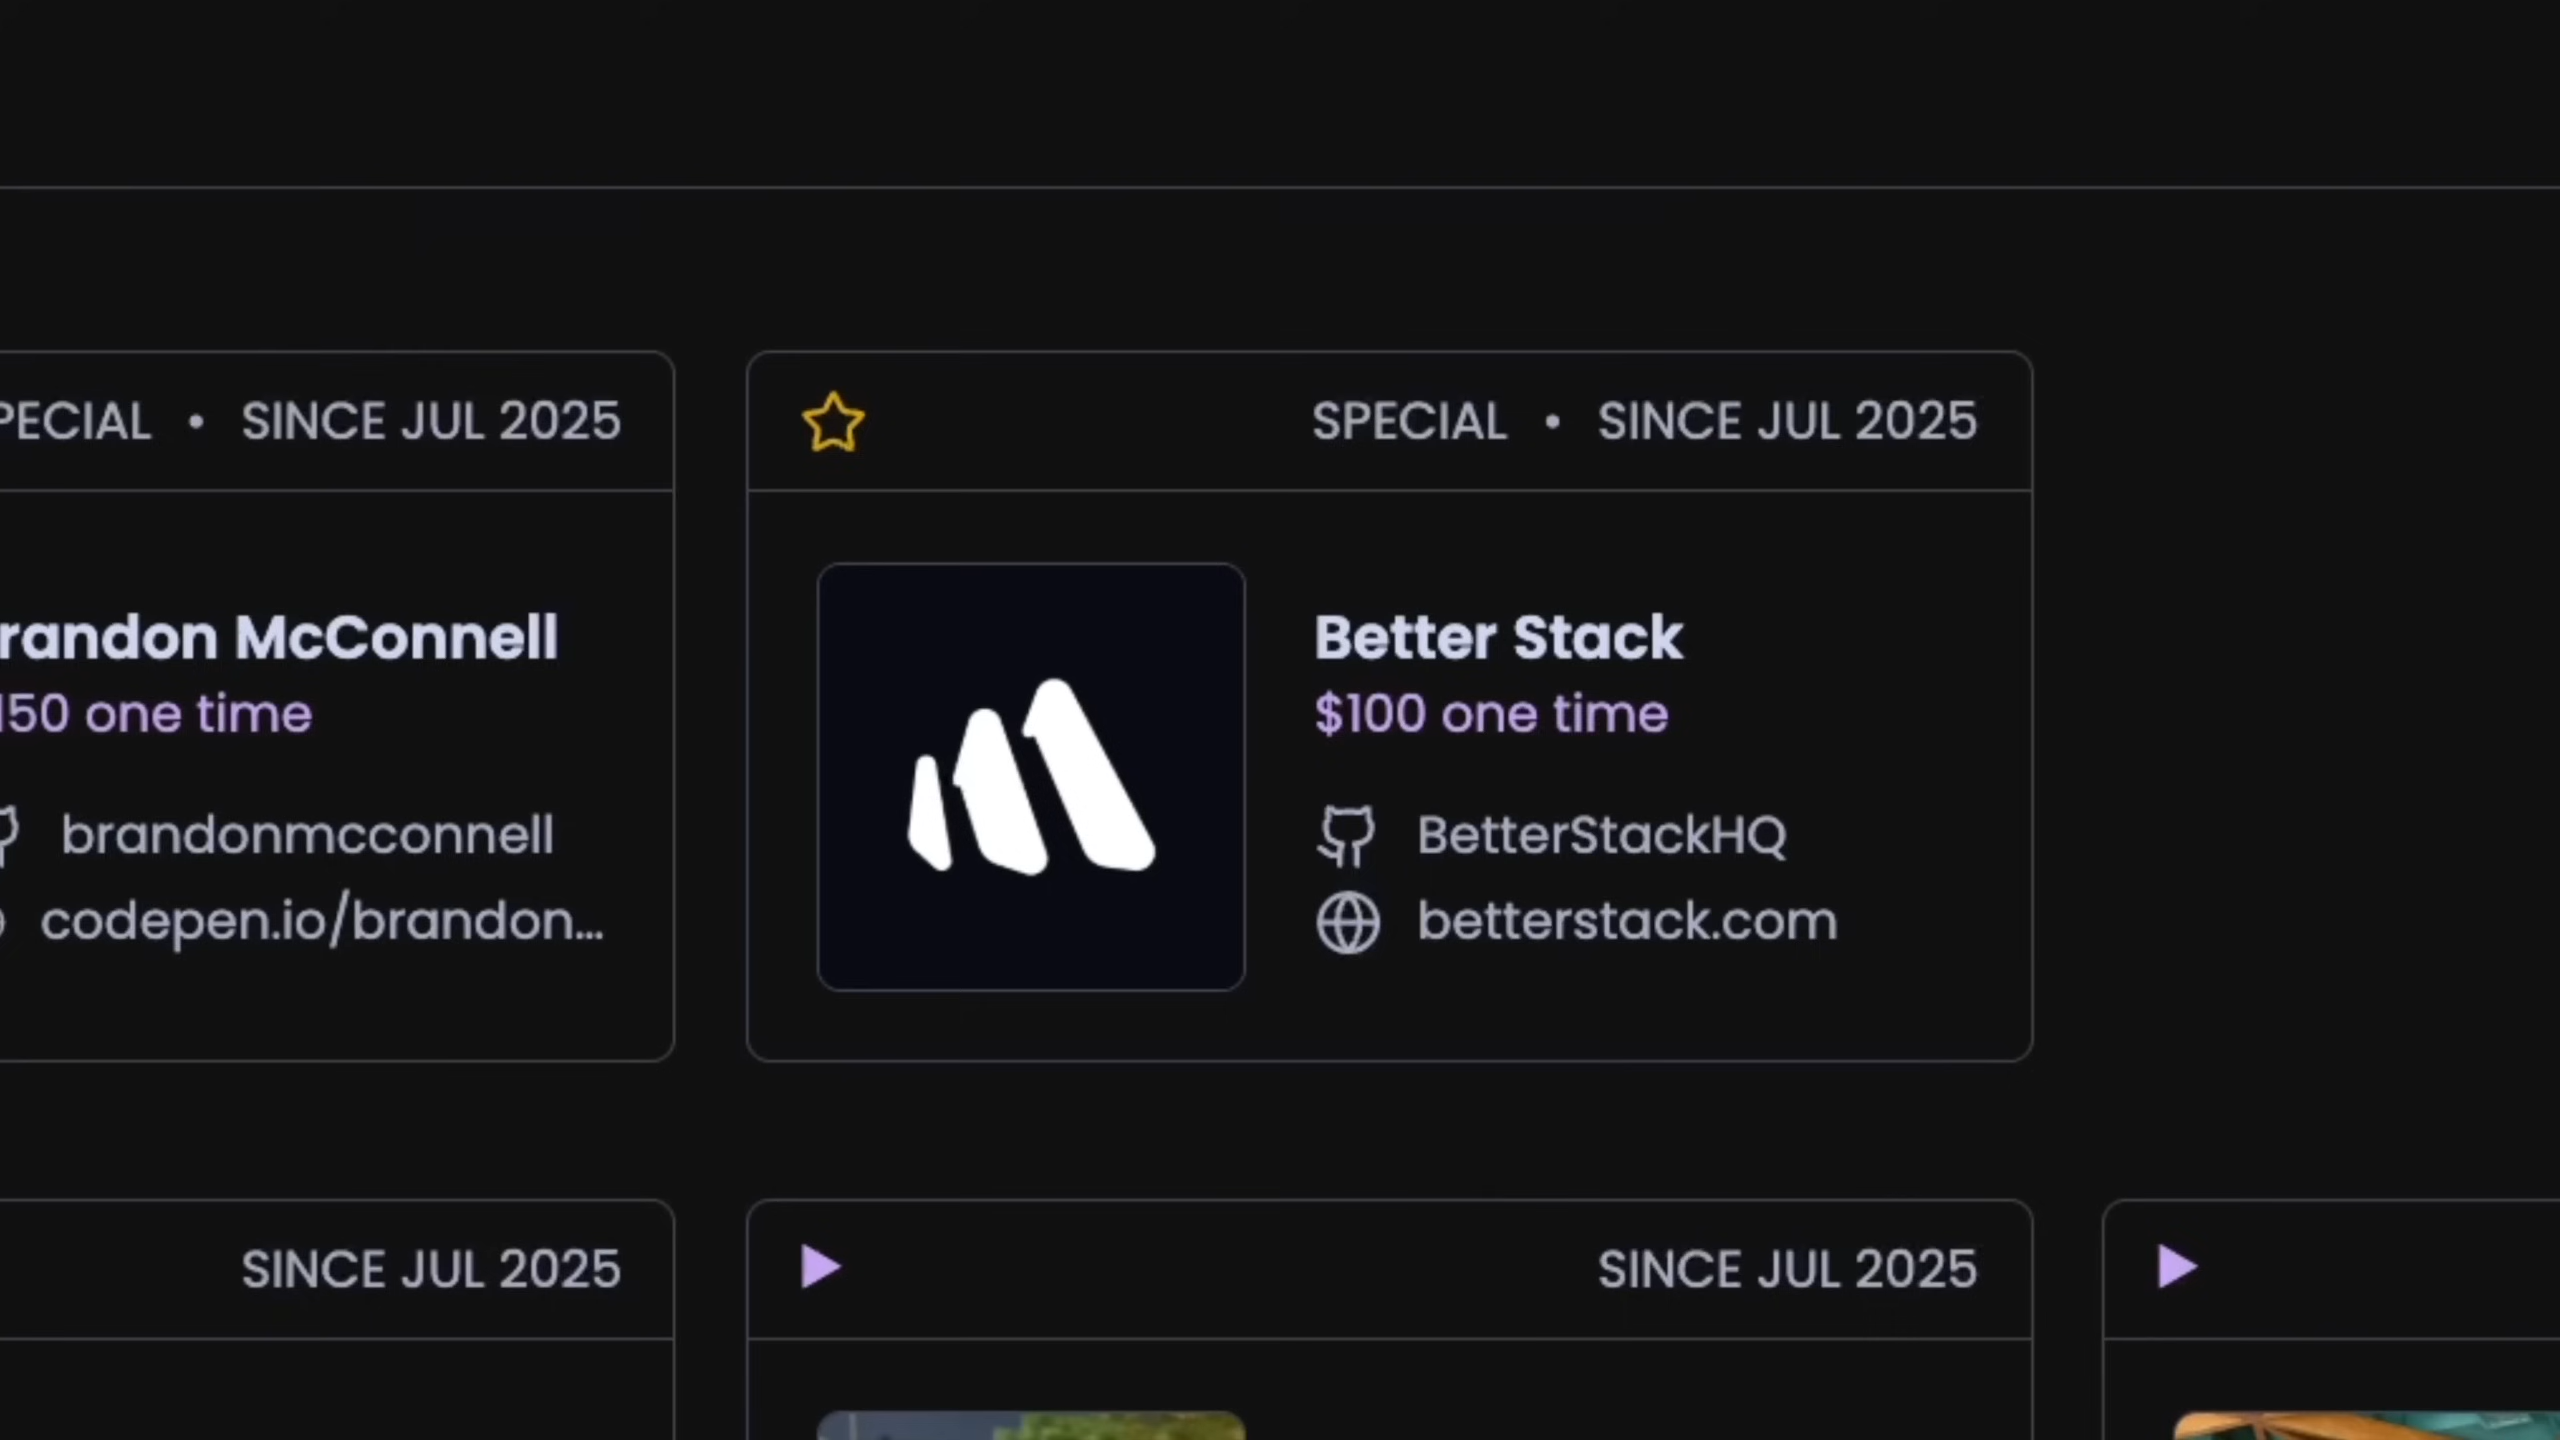 PECIAL • SINCE JUL 2025
randon McConnell
150 one time
brandonmcconnell
codepen.io/brandon...
SPECIAL • SINCE JUL 2025
Better Stack
$100 one time
BetterStackHQ
betterstack.com
SINCE JUL 2025
SINCE JUL 2025